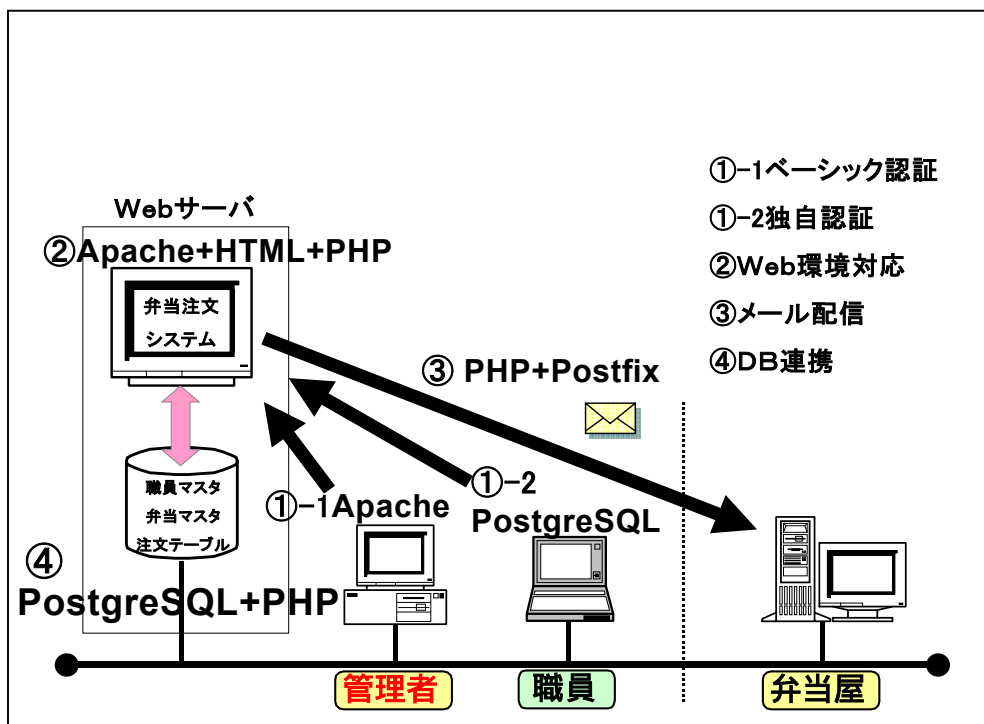 ①-1ベーシック認証
①-2独自認証
②Web環境対応
③メール配信
④DB連携
Webサーバ
②Apache+HTML+PHP
弁当注文
システム
③ PHP+Postfix
職員マスタ
弁当マスタ
注文テーブル
①-1Apache
①-2
PostgreSQL
④
PostgreSQL+PHP
管理者
職員
弁当屋